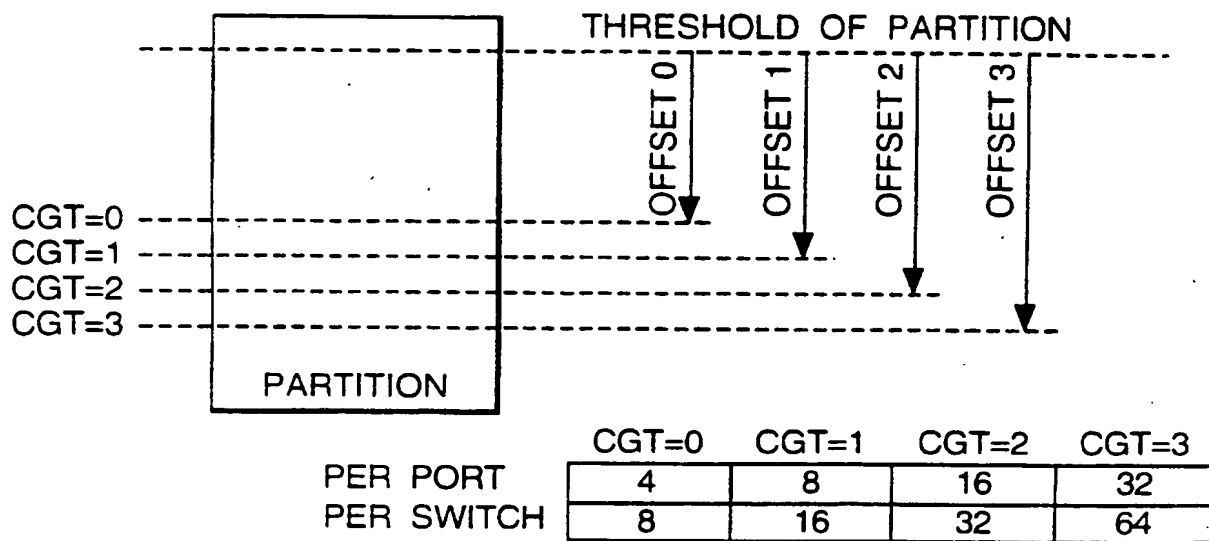 THRESHOLD OF PARTITION
OFFSET 0
OFFSET 1
OFFSET 2
OFFSET 3
CGT=0
CGT=1
CGT=2
CGT=3
PARTITION
CGT=0 CGT=1 CGT=2 CGT=3
PER PORT 4 8 16 32
PER SWITCH 8 16 32 64